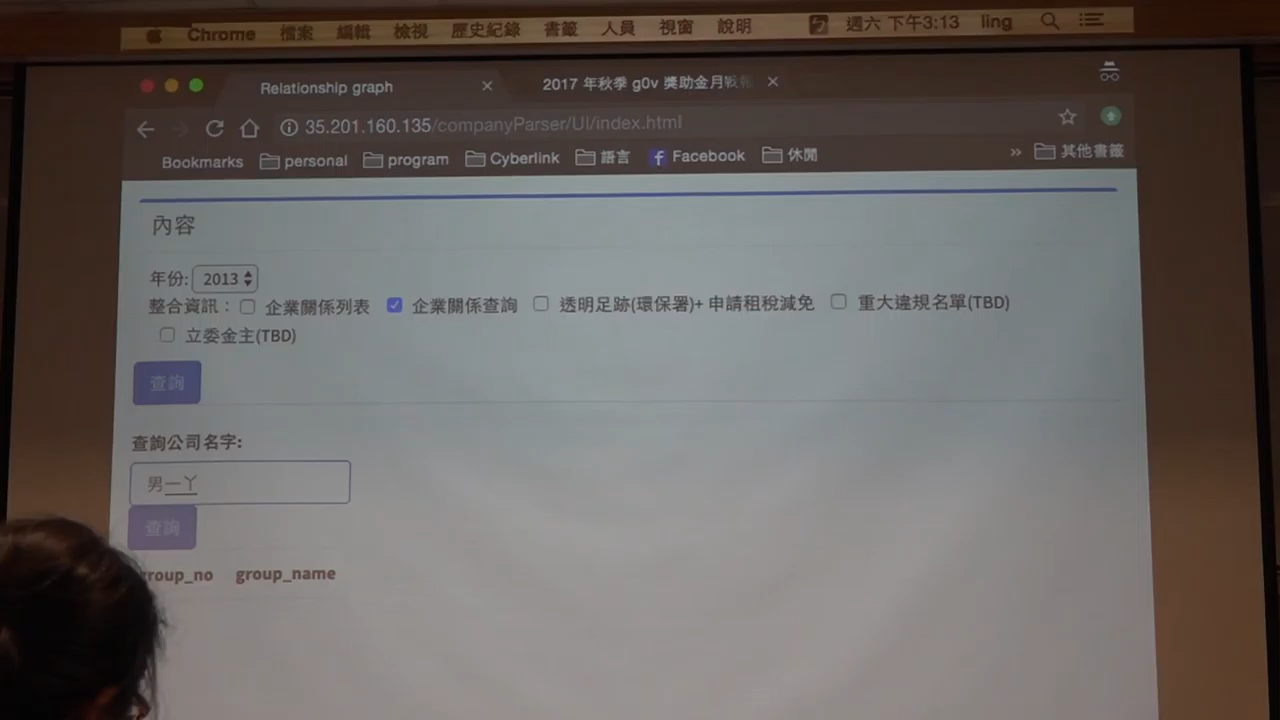 Chrome 檔案 編輯 檢視 歷史紀錄 書籤 人員 視窗 說明 週六 下午3:13 ling
Relationship graph 2017 年秋季 g0v 獎助金月戰報
35.201.160.135/companyParser/UI/index.html
Bookmarks personal program Cyberlink 語言 Facebook 休閒 » 其他書籤
內容
年份: 2013
整合資訊： 企業關係列表 企業關係查詢 透明足跡(環保署)+ 申請租稅減免 重大違規名單(TBD)
立委金主(TBD)
查詢
查詢公司名字:
男ㄧㄚ
查詢
group_no group_name